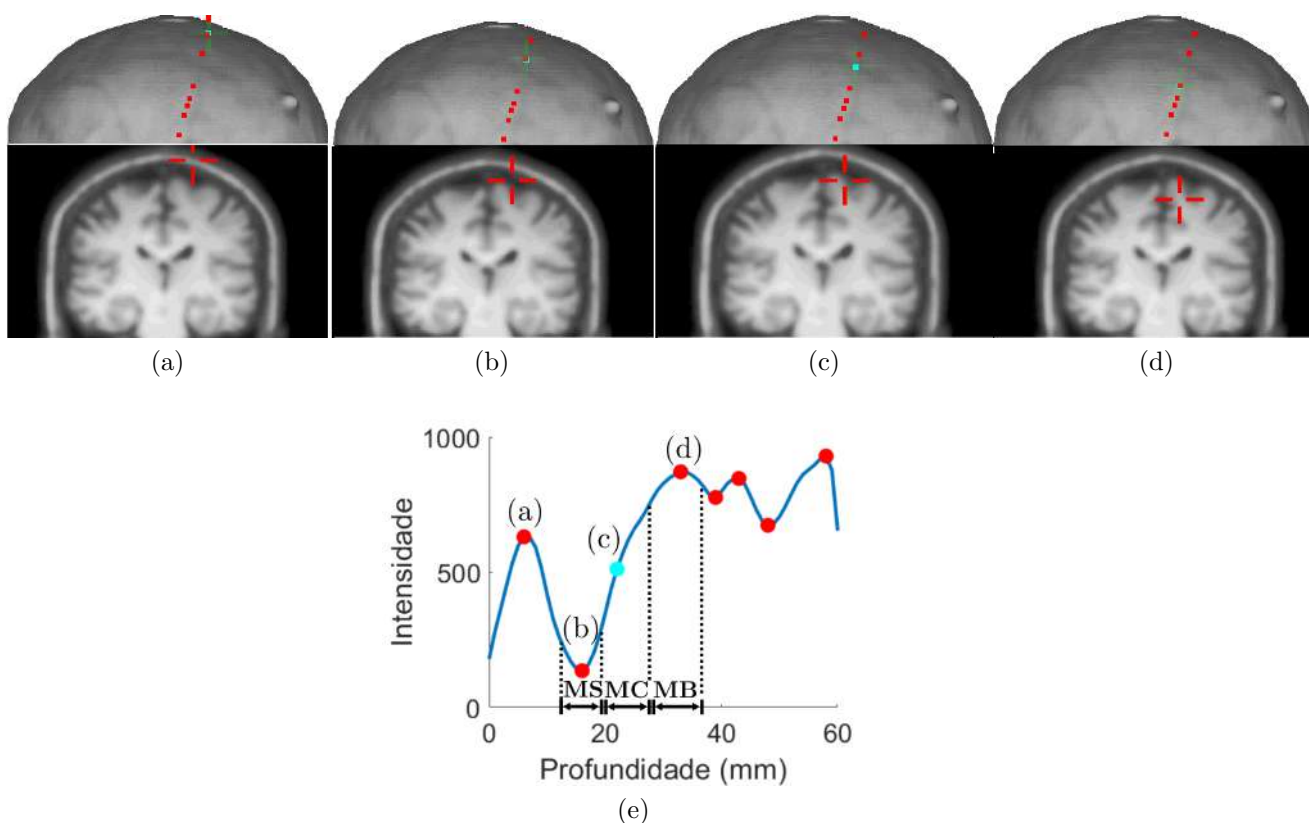 (a)
(b)
(c)
(d)
1000
(d)
(a)
(c)
500
(b)
MS MC MB
0
0 20 40 60
Intensidade
Profundidade (mm)
(e)